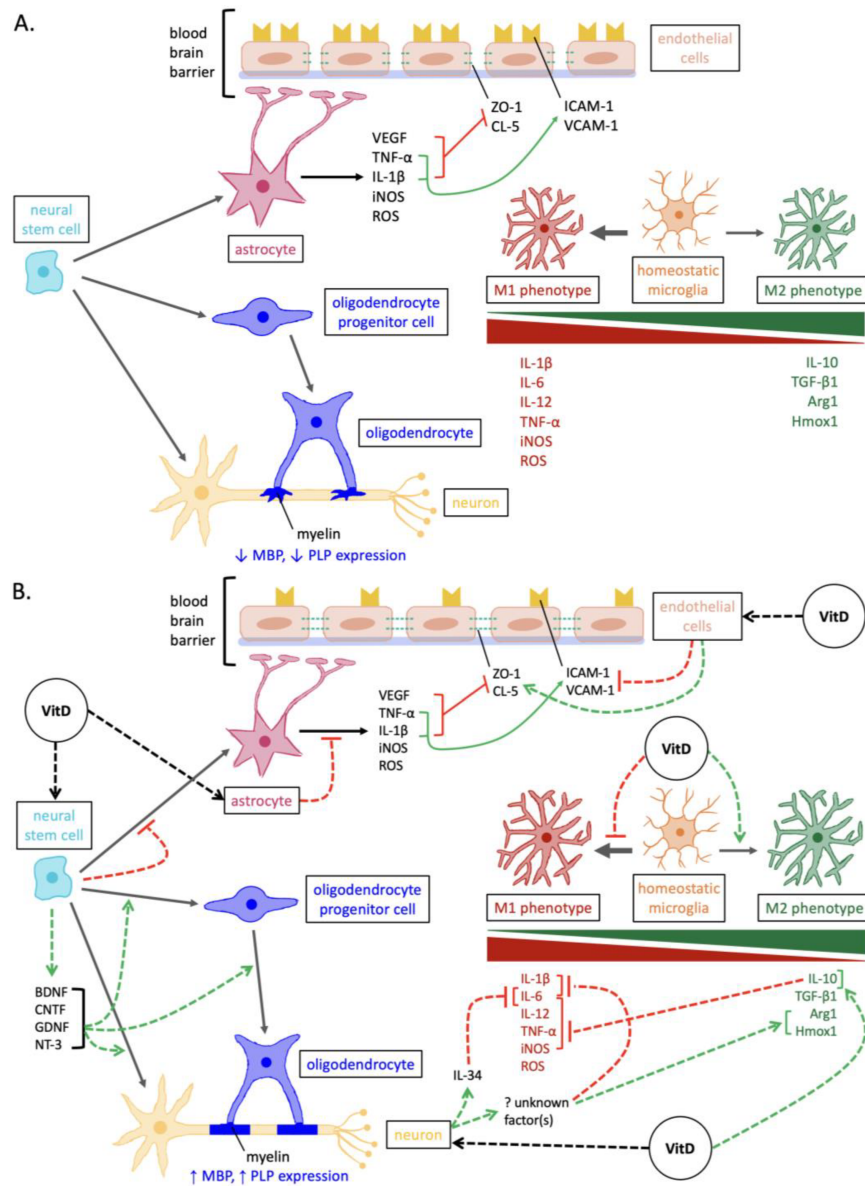 A.
blood
brain
barrier
endothelial
cells
ZO-1
CL-5
ICAM-1
VCAM-1
VEGF
TNF-α
IL-1β
iNOS
ROS
neural
stem cell
astrocyte
M1 phenotype
homeostatic
microglia
M2 phenotype
oligodendrocyte
progenitor cell
IL-1β
IL-6
IL-12
TNF-α
iNOS
ROS
IL-10
TGF-β1
Arg1
Hmox1
oligodendrocyte
neuron
myelin
↓ MBP, ↓ PLP expression
B.
blood
brain
barrier
endothelial
cells
VitD
ZO-1
CL-5
ICAM-1
VCAM-1
VEGF
TNF-α
IL-1β
iNOS
ROS
VitD
VitD
astrocyte
neural
stem cell
M1 phenotype
homeostatic
microglia
M2 phenotype
oligodendrocyte
progenitor cell
BDNF
CNTF
GDNF
NT-3
IL-1β
IL-6
IL-12
TNF-α
iNOS
ROS
IL-10
TGF-β1
Arg1
Hmox1
oligodendrocyte
IL-34
? unknown
factor(s)
neuron
VitD
myelin
↑ MBP, ↑ PLP expression